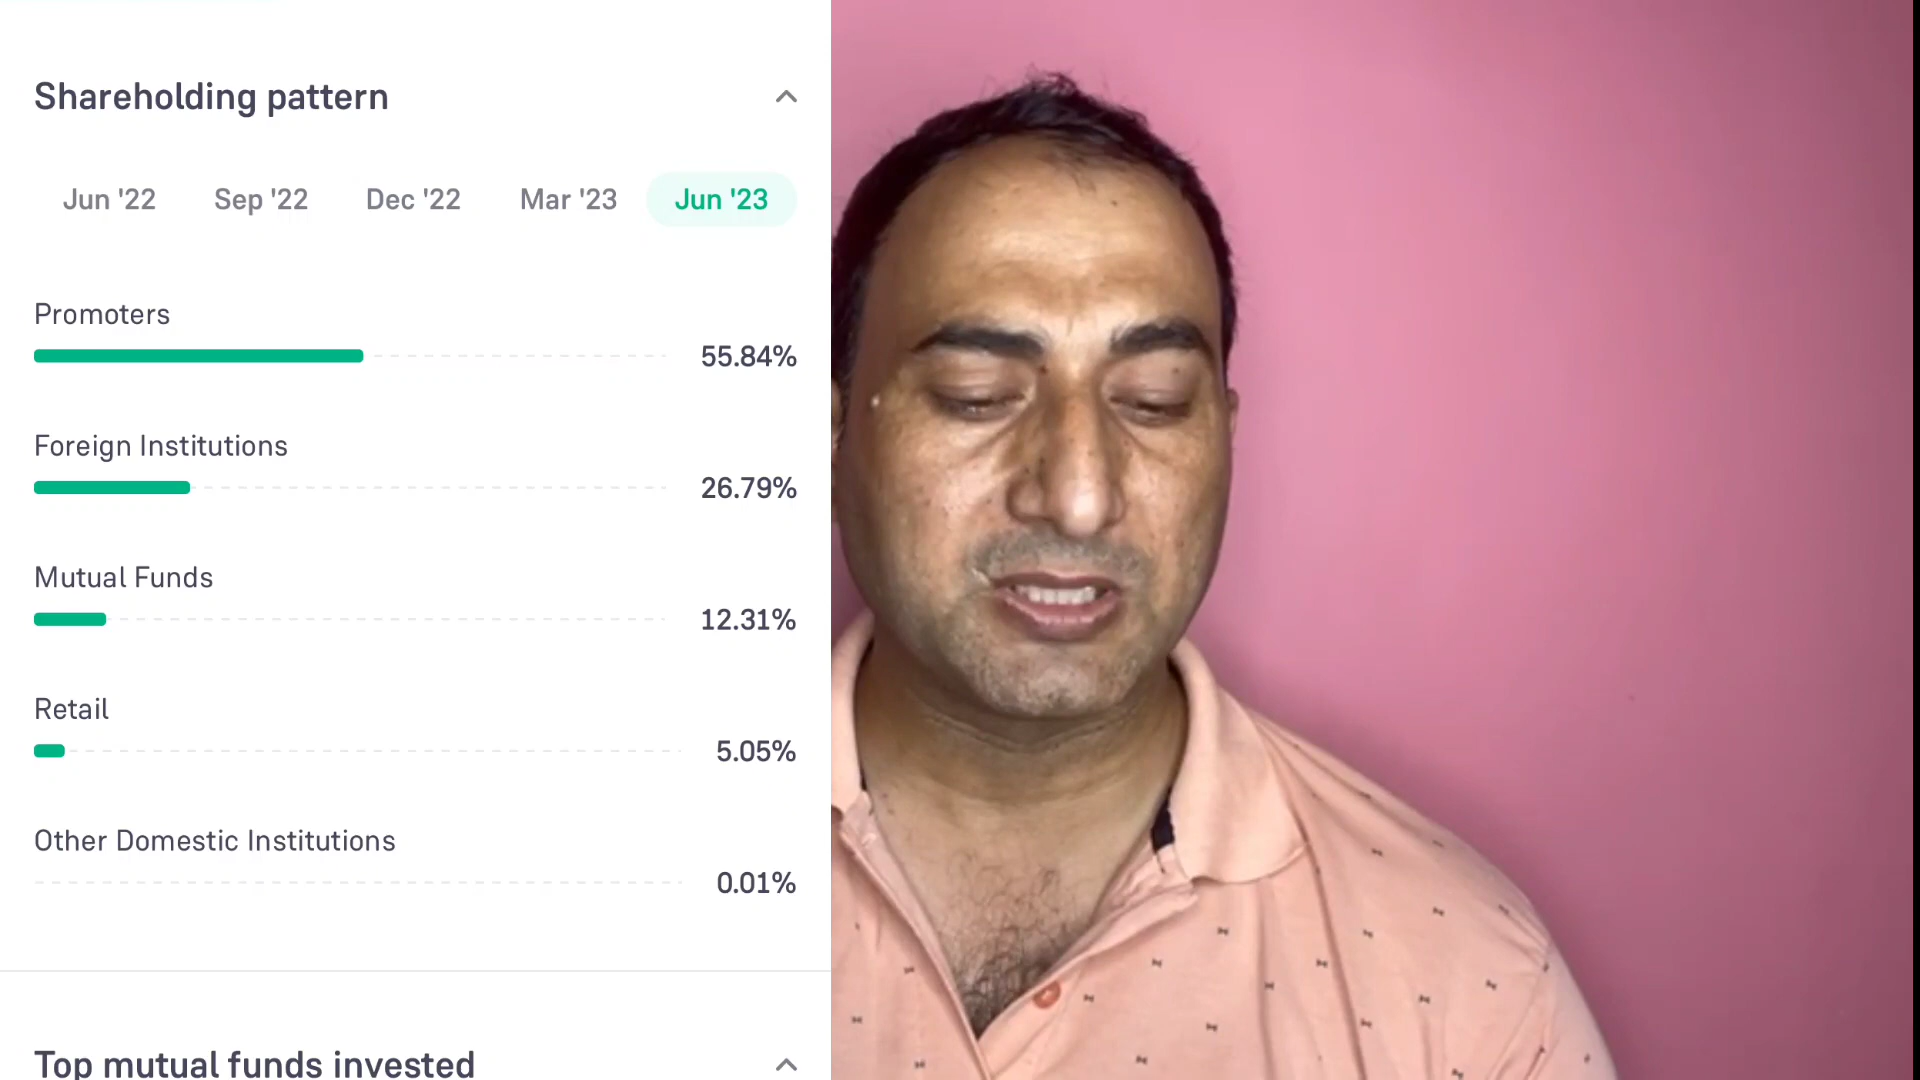 Shareholding pattern
Jun '22 Sep '22 Dec '22 Mar '23 Jun '23
Promoters
55.84%
Foreign Institutions
26.79%
Mutual Funds
12.31%
Retail
5.05%
Other Domestic Institutions
0.01%
Top mutual funds invested